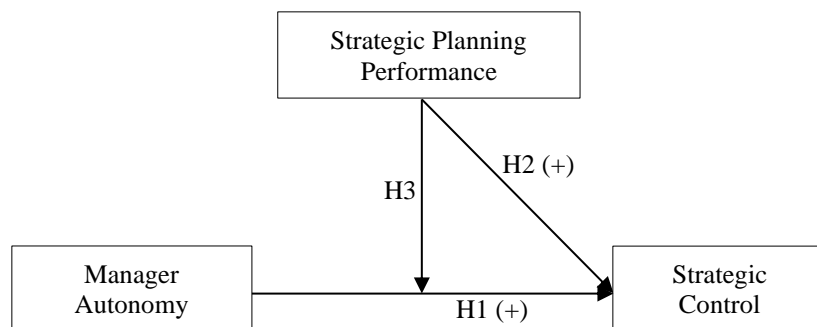 Strategic Planning
Performance
H2 (+)
H3
Manager
Autonomy
H1 (+)
Strategic
Control